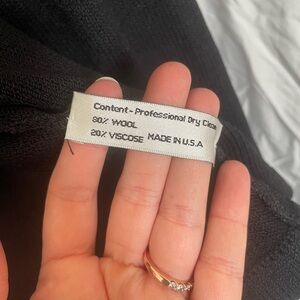 Content - Professional Dry Clean
80% WOOL
20% VISCOSE MADE IN U.S.A